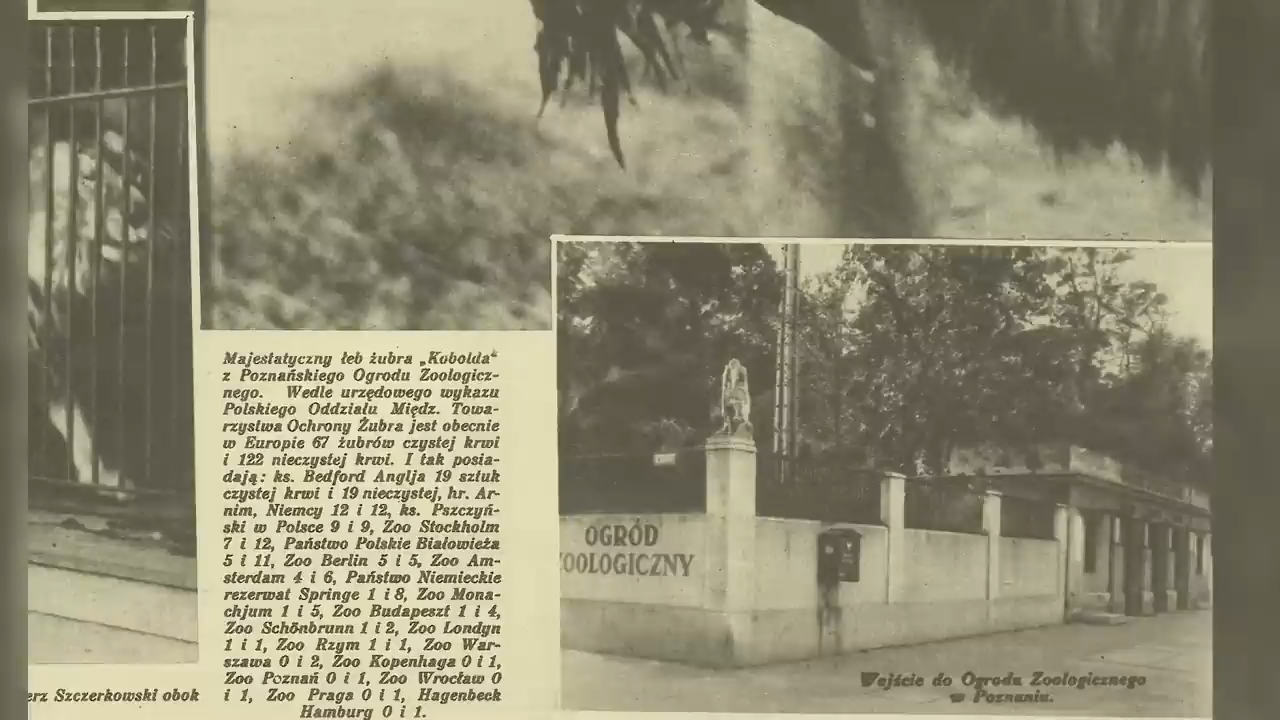 Majestatyczny łeb żubra „Kobolda“
z Poznańskiego Ogrodu Zoologicz-
nego. Wedle urzędowego wykazu
Polskiego Oddziału Międz. Towa-
rzystwa Ochrony Żubra jest obecnie
w Europie 67 żubrów czystej krwi
i 122 nieczystej krwi. I tak posia-
dają: ks. Bedford Anglja 19 sztuk
czystej krwi i 19 nieczystej, hr. Ar-
nim, Niemcy 12 i 12, ks. Pszczyń-
ski w Polsce 9 i 9, Zoo Stockholm
7 i 12, Państwo Polskie Białowieża
5 i 11, Zoo Berlin 5 i 5, Zoo Am-
sterdam 4 i 6, Państwo Niemieckie
rezerwat Springe 1 i 8, Zoo Mona-
chjum 1 i 5, Zoo Budapeszt 1 i 4,
Zoo Schönbrunn 1 i 2, Zoo Londyn
1 i 1, Zoo Rzym 1 i 1, Zoo War-
szawa 0 i 2, Zoo Kopenhaga 0 i 1,
Zoo Poznań 0 i 1, Zoo Wrocław 0
i 1, Zoo Praga 0 i 1, Hagenbeck
Hamburg 0 i 1.
erz Szczerkowski obok
OGRÓD
ZOOLOGICZNY
Wejście do Ogrodu Zoologicznego
w Poznaniu.